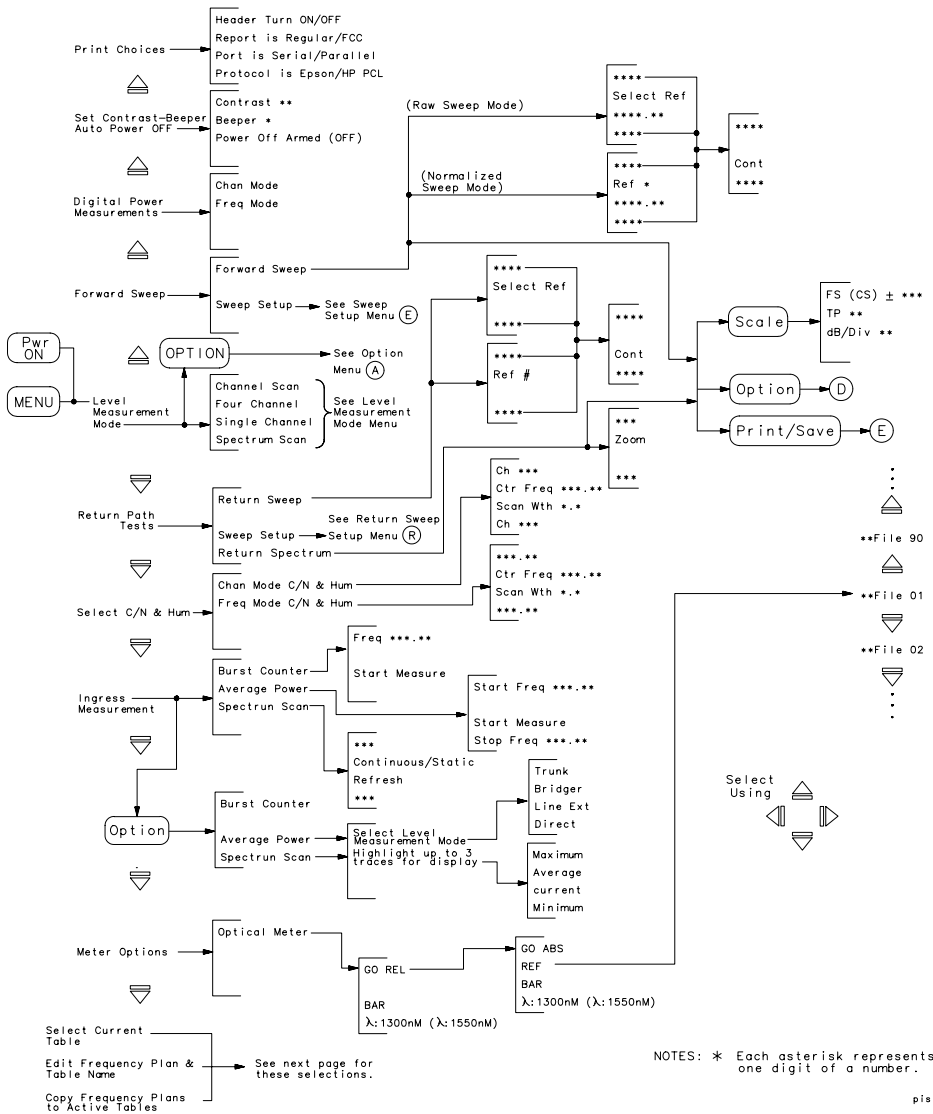 Header Turn ON/OFF
Report is Regular/FCC
Print Choices
Port is Serial/Parallel
Protocol is Epson/HP PCL
Set Contrast-Beeper
Auto Power OFF
Contrast **
Beeper *
Power Off Armed (OFF)
(Raw Sweep Mode)
****
Select Ref
****.**
****
****
Cont
****
(Normalized
Sweep Mode)
****
Ref *
****.**
****
Digital Power
Measurements
Chan Mode
Freq Mode
Forward Sweep
Forward Sweep
Sweep Setup
See Sweep
Setup Menu (E)
****
Select Ref
****
****
Ref #
****
****
Cont
****
Scale
FS (CS) ± ***
TP **
dB/Div **
Option
D
Print/Save
E
Pwr
ON
MENU
Level
Measurement
Mode
OPTION
See Option
Menu (A)
Channel Scan
Four Channel
Single Channel
Spectrum Scan
See Level
Measurement
Mode Menu
***
Zoom
***
Return Path
Tests
Return Sweep
Sweep Setup
See Return Sweep
Setup Menu (R)
Return Spectrum
Ch ***
Ctr Freq ***.**
Scan Wth *.*
Ch ***
Select C/N & Hum
Chan Mode C/N & Hum
Freq Mode C/N & Hum
***.**
Ctr Freq ***.**
Scan Wth *.*
***.**
**File 90
**File 01
**File 02
Ingress
Measurement
Burst Counter
Average Power
Spectrun Scan
Freq ***.**
Start Measure
Start Freq ***.**
Start Measure
Stop Freq ***.**
***
Continuous/Static
Refresh
***
Option
Burst Counter
Average Power
Spectrun Scan
Select Level
Measurement Mode
Highlight up to 3
traces for display
Trunk
Bridger
Line Ext
Direct
Maximum
Average
current
Minimum
Select
Using
Meter Options
Optical Meter
GO REL
BAR
λ:1300nM (λ:1550nM)
GO ABS
REF
BAR
λ:1300nM (λ:1550nM)
Select Current
Table
Edit Frequency Plan &
Table Name
Copy Frequency Plans
to Active Tables
See next page for
these selections.
NOTES: * Each asterisk represents
one digit of a number.
pis